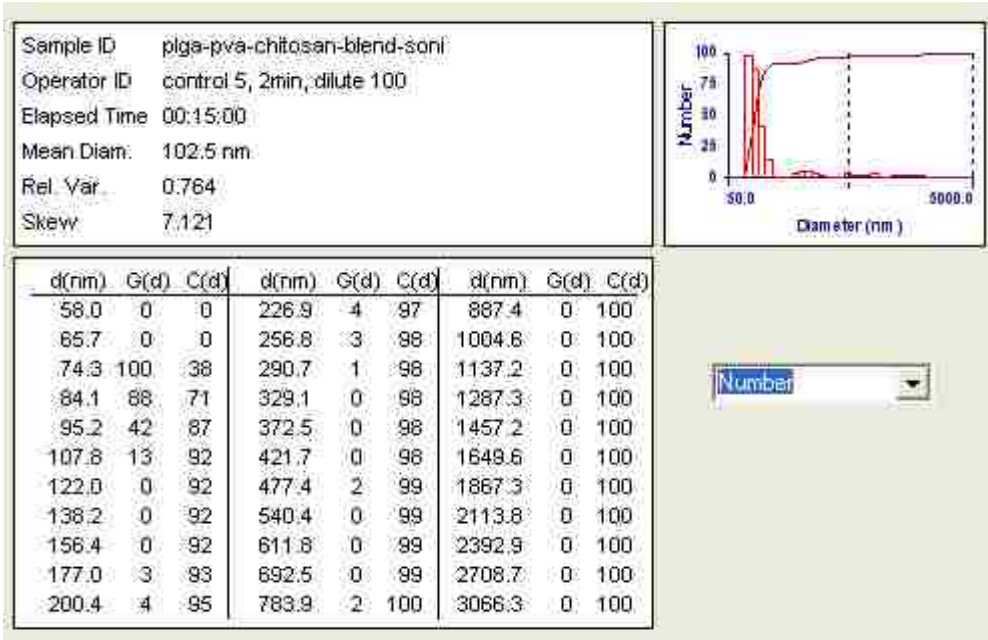 Sample ID plga-pva-chitosan-blend-soni
Operator ID control 5, 2min, dilute 100
Elapsed Time 00:15:00
Mean Diam. 102.5 nm
Rel. Var. 0.764
Skew 7.121
100
75
50
25
0
Number
50.0 5000.0
Diameter (nm)
d(nm) G(d) C(d) d(nm) G(d) C(d) d(nm) G(d) C(d)
58.0 0 0 226.9 4 97 887.4 0 100
65.7 0 0 256.8 3 98 1004.6 0 100
74.3 100 38 290.7 1 98 1137.2 0 100
84.1 88 71 329.1 0 98 1287.3 0 100
95.2 42 87 372.5 0 98 1457.2 0 100
107.8 13 92 421.7 0 98 1649.6 0 100
122.0 0 92 477.4 2 99 1867.3 0 100
138.2 0 92 540.4 0 99 2113.8 0 100
156.4 0 92 611.8 0 99 2392.9 0 100
177.0 3 93 692.5 0 99 2708.7 0 100
200.4 4 95 783.9 2 100 3066.3 0 100
Number